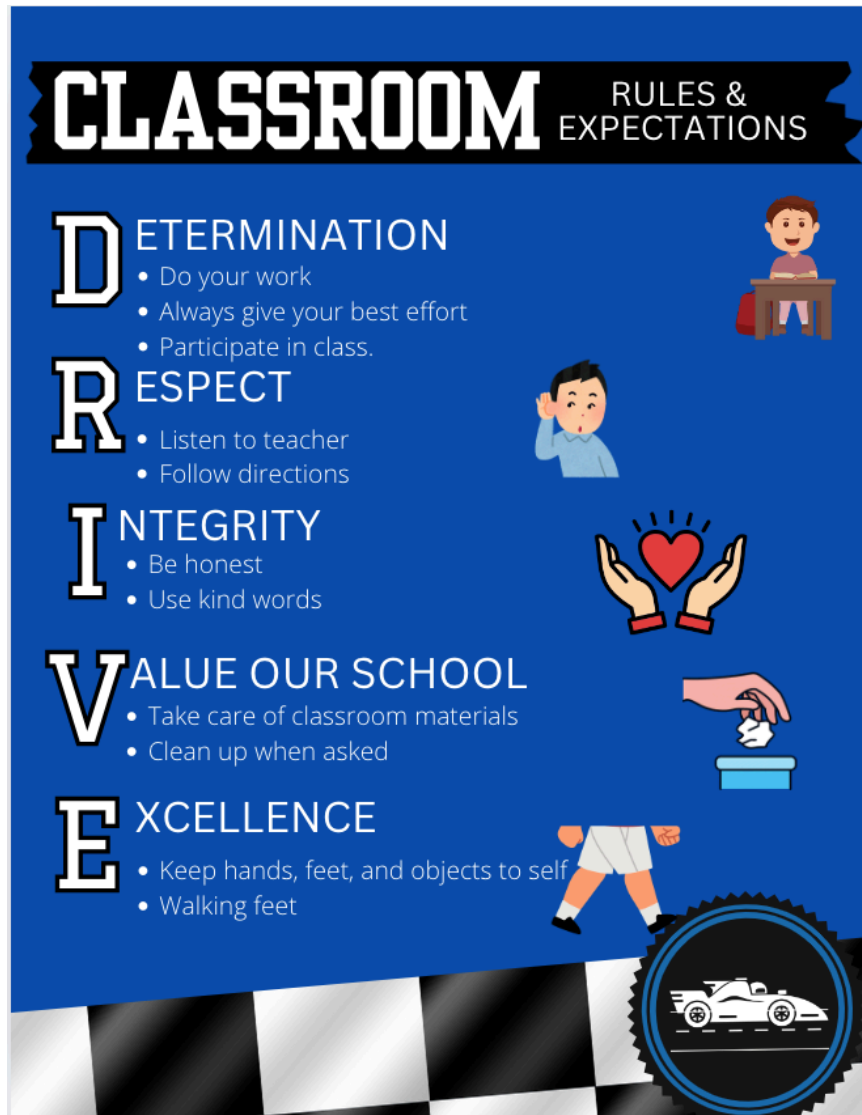 CLASSROOM
RULES &
EXPECTATIONS
DETERMINATION
• Do your work
• Always give your best effort
• Participate in class.
RESPECT
• Listen to teacher
• Follow directions
INTEGRITY
• Be honest
• Use kind words
VALUE OUR SCHOOL
• Take care of classroom materials
• Clean up when asked
EXCELLENCE
• Keep hands, feet, and objects to self
• Walking feet